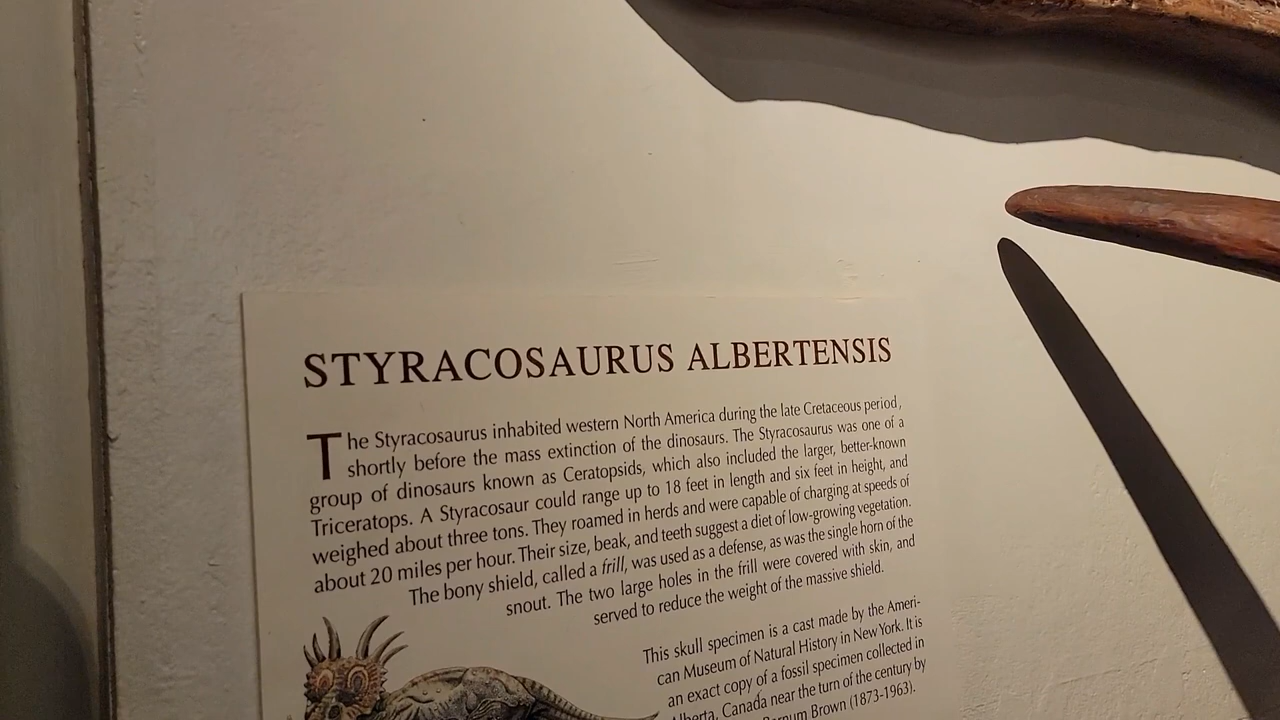 STYRACOSAURUS ALBERTENSIS
The Styracosaurus inhabited western North America during the late Cretaceous period,
shortly before the mass extinction of the dinosaurs. The Styracosaurus was one of a
group of dinosaurs known as Ceratopsids, which also included the larger, better-known
Triceratops. A Styracosaur could range up to 18 feet in length and six feet in height, and
weighed about three tons. They roamed in herds and were capable of charging at speeds of
about 20 miles per hour. Their size, beak, and teeth suggest a diet of low-growing vegetation.
The bony shield, called a frill, was used as a defense, as was the single horn of the
snout. The two large holes in the frill were covered with skin, and
served to reduce the weight of the massive shield.
This skull specimen is a cast made by the Ameri-
can Museum of Natural History in New York. It is
an exact copy of a fossil specimen collected in
Alberta, Canada near the turn of the century by
Barnum Brown (1873-1963).